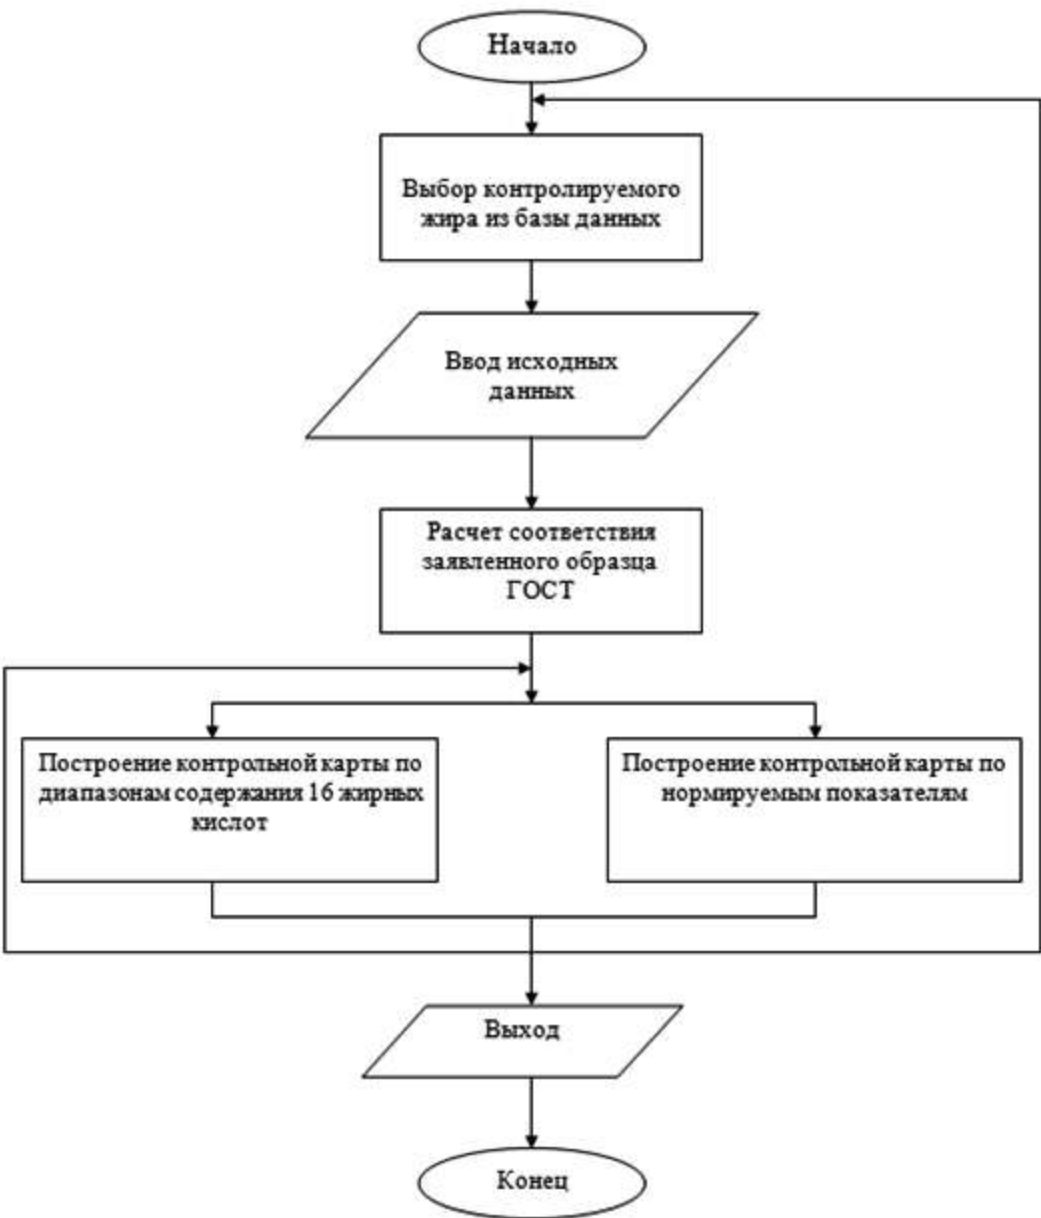 Начало
Выбор контролируемого
жира из базы данных
Ввод исходных
данных
Расчет соответствия
заявленного образца
ГОСТ
Построение контрольной карты по
диапазонам содержания 16 жирных
кислот
Построение контрольной карты по
нормируемым показателям
Выход
Конец